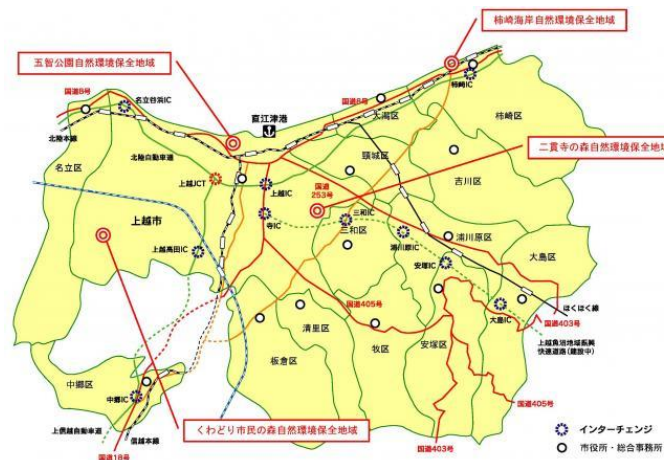 柿崎海岸自然環境保全地域
五智公園自然環境保全地域
国道8号
名立谷浜IC
直江津港
国道8号
柿崎IC
大潟区
柿崎区
北陸本線
北陸自動車道
頸城区
二貫寺の森自然環境保全地域
名立区
上越JCT
上越IC
国道
253号
吉川区
上越市
寺IC
三和IC
三和区
浦川原IC
浦川原区
上越高田IC
安塚IC
大島区
国道405号
大島IC
ほくほく線
国道403号
清里区
牧区
安塚区
板倉区
上越魚沼地域振興
快速道路(建設中)
中郷区
中郷IC
国道405号
くわどり市民の森自然環境保全地域
上信越自動車道
信越本線
国道18号
国道403号
インターチェンジ
市役所・総合事務所